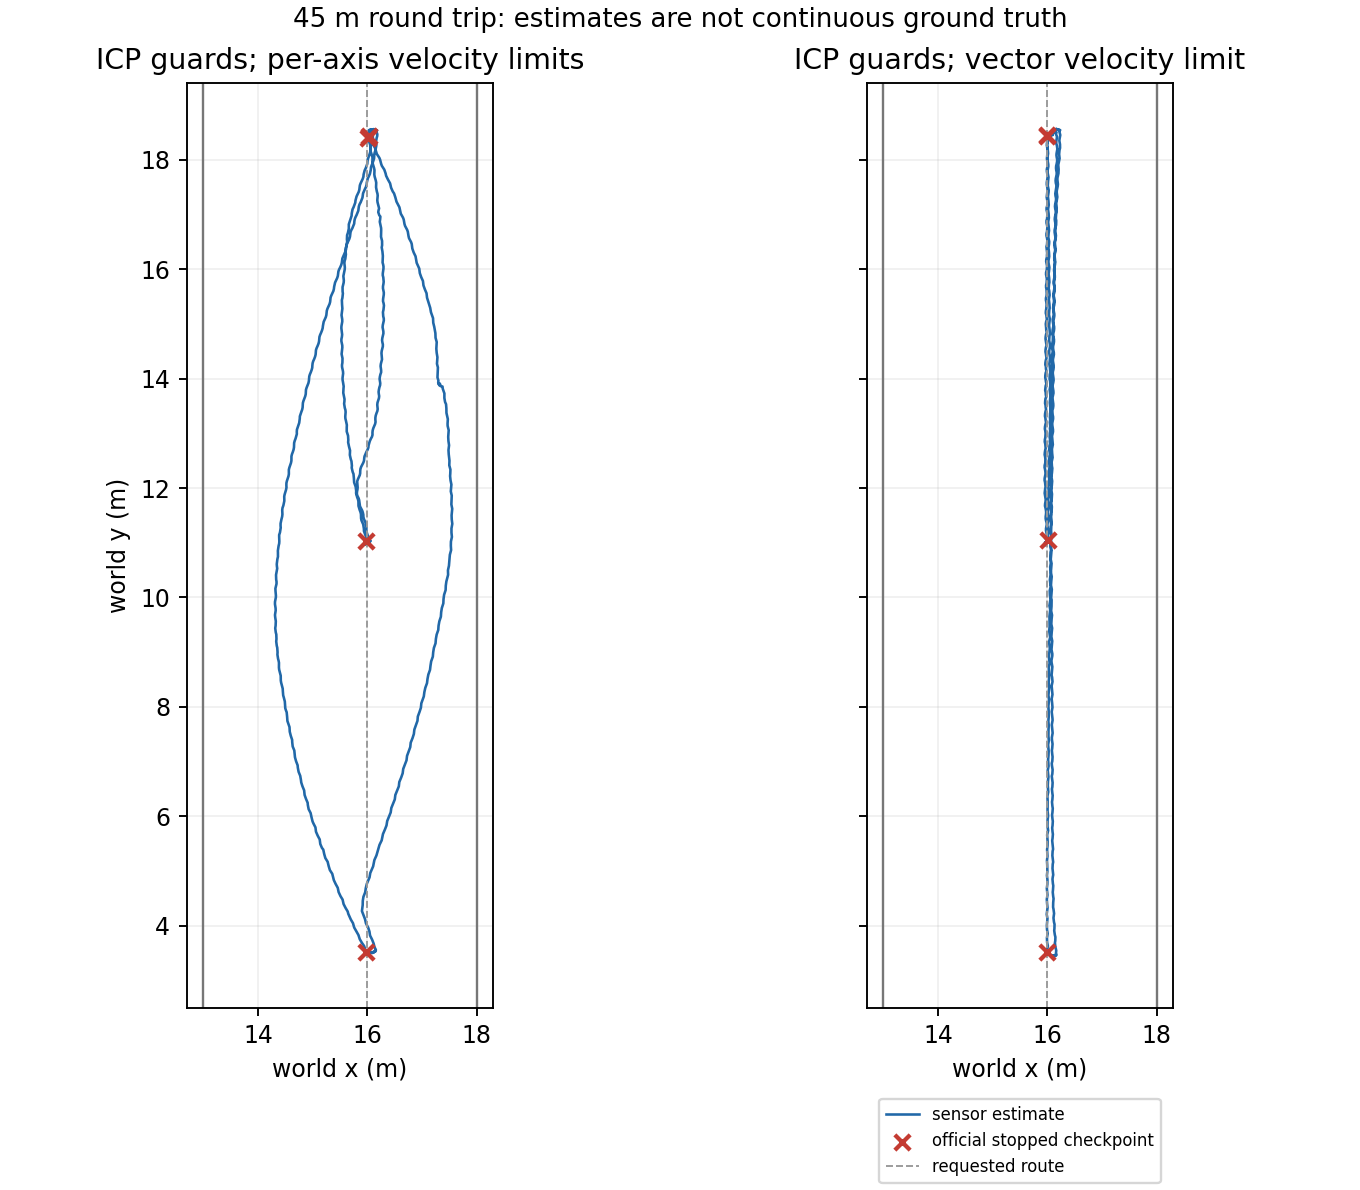 45 m round trip: estimates are not continuous ground truth
ICP guards; per-axis velocity limits
ICP guards; vector velocity limit
18
16
14
12
10
8
6
4
world y (m)
14 16 18
world x (m)
14 16 18
world x (m)
sensor estimate
official stopped checkpoint
requested route